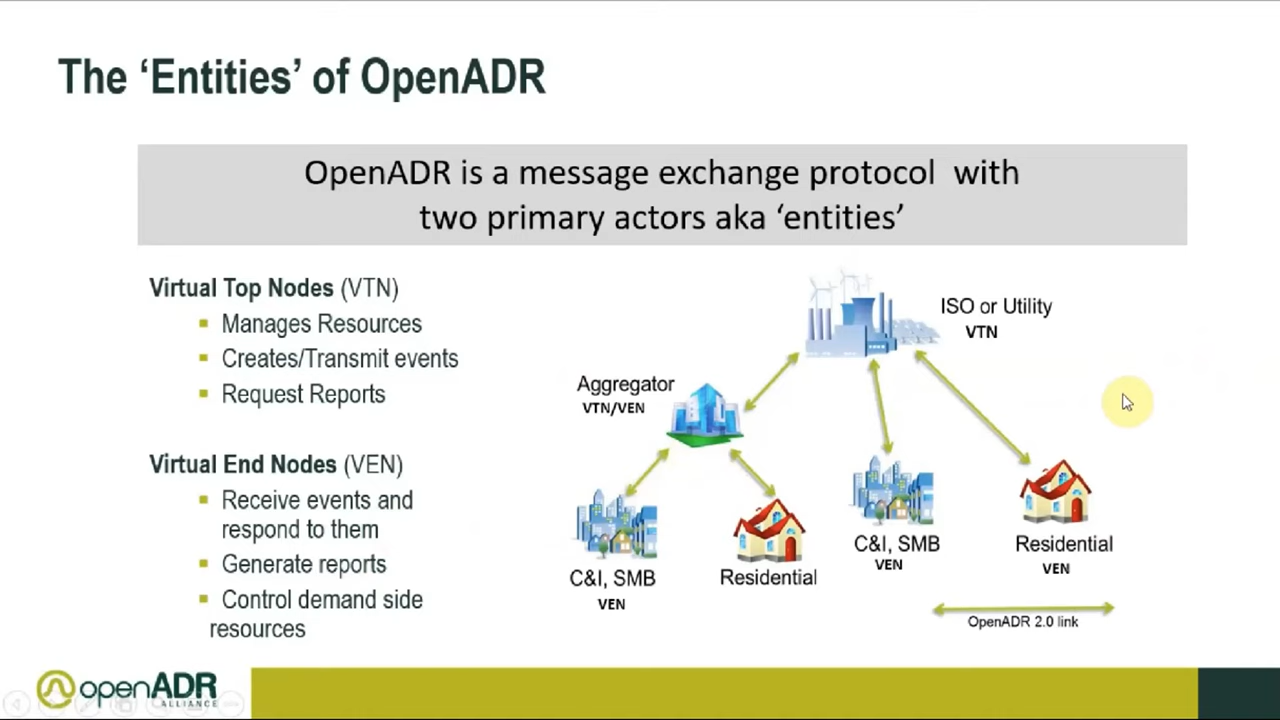 The ‘Entities’ of OpenADR
OpenADR is a message exchange protocol with
two primary actors aka ‘entities’
Virtual Top Nodes (VTN)
Manages Resources
Creates/Transmit events
Request Reports
Virtual End Nodes (VEN)
Receive events and
respond to them
Generate reports
Control demand side
resources
ISO or Utility
VTN
Aggregator
VTN/VEN
C&I, SMB
VEN
Residential
C&I, SMB
VEN
Residential
VEN
OpenADR 2.0 link
openADR
ALLIANCE